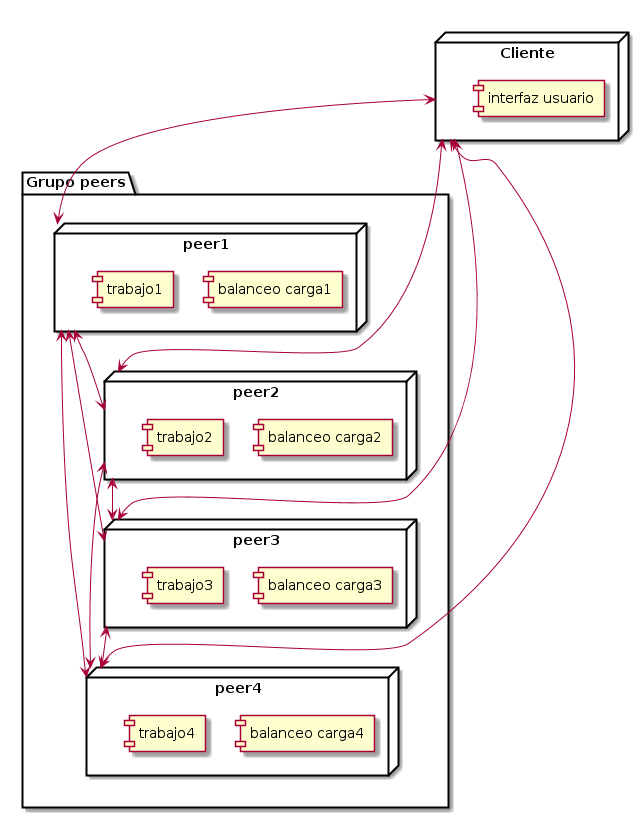 Cliente
interfaz usuario
Grupo peers
peer1
trabajo1
balanceo carga1
peer2
trabajo2
balanceo carga2
peer3
trabajo3
balanceo carga3
peer4
trabajo4
balanceo carga4